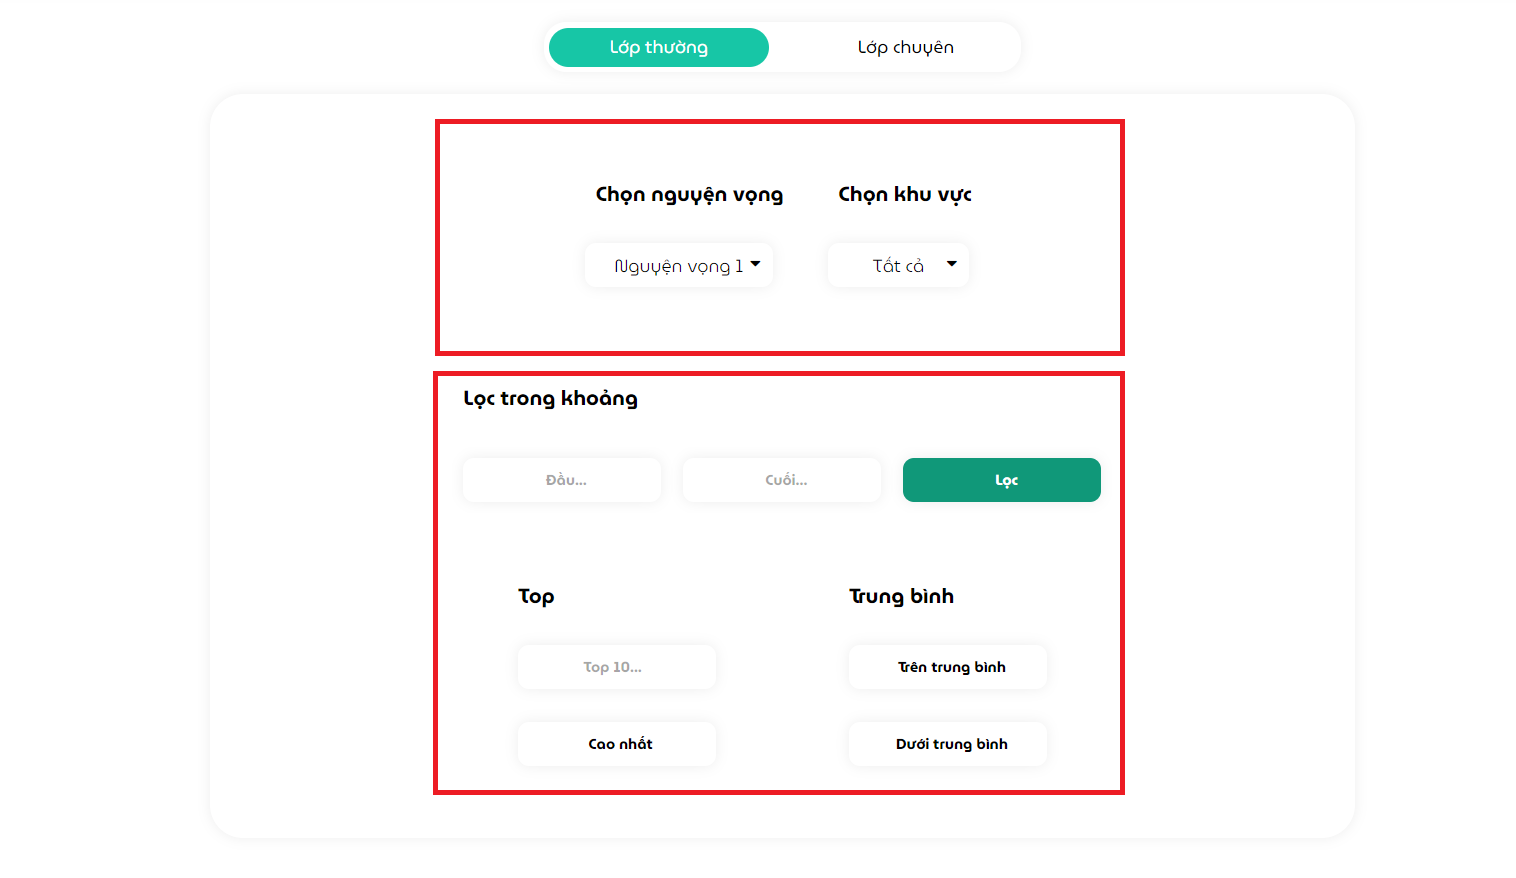 Lớp thường
Lớp chuyên
Chọn nguyện vọng
Chọn khu vực
Nguyện vọng 1
Tất cả
Lọc trong khoảng
Đầu...
Cuối...
Lọc
Top
Trung bình
Top 10...
Trên trung bình
Cao nhất
Dưới trung bình